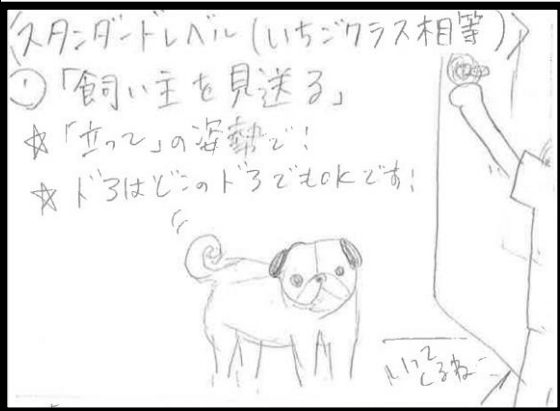 〈スタンダードレベル(いちごクラス相等)〉
①「飼い主を見送る」
☆「立って」の姿勢で!
☆ドアはどこのドアでもOKです!
いって
くるねー